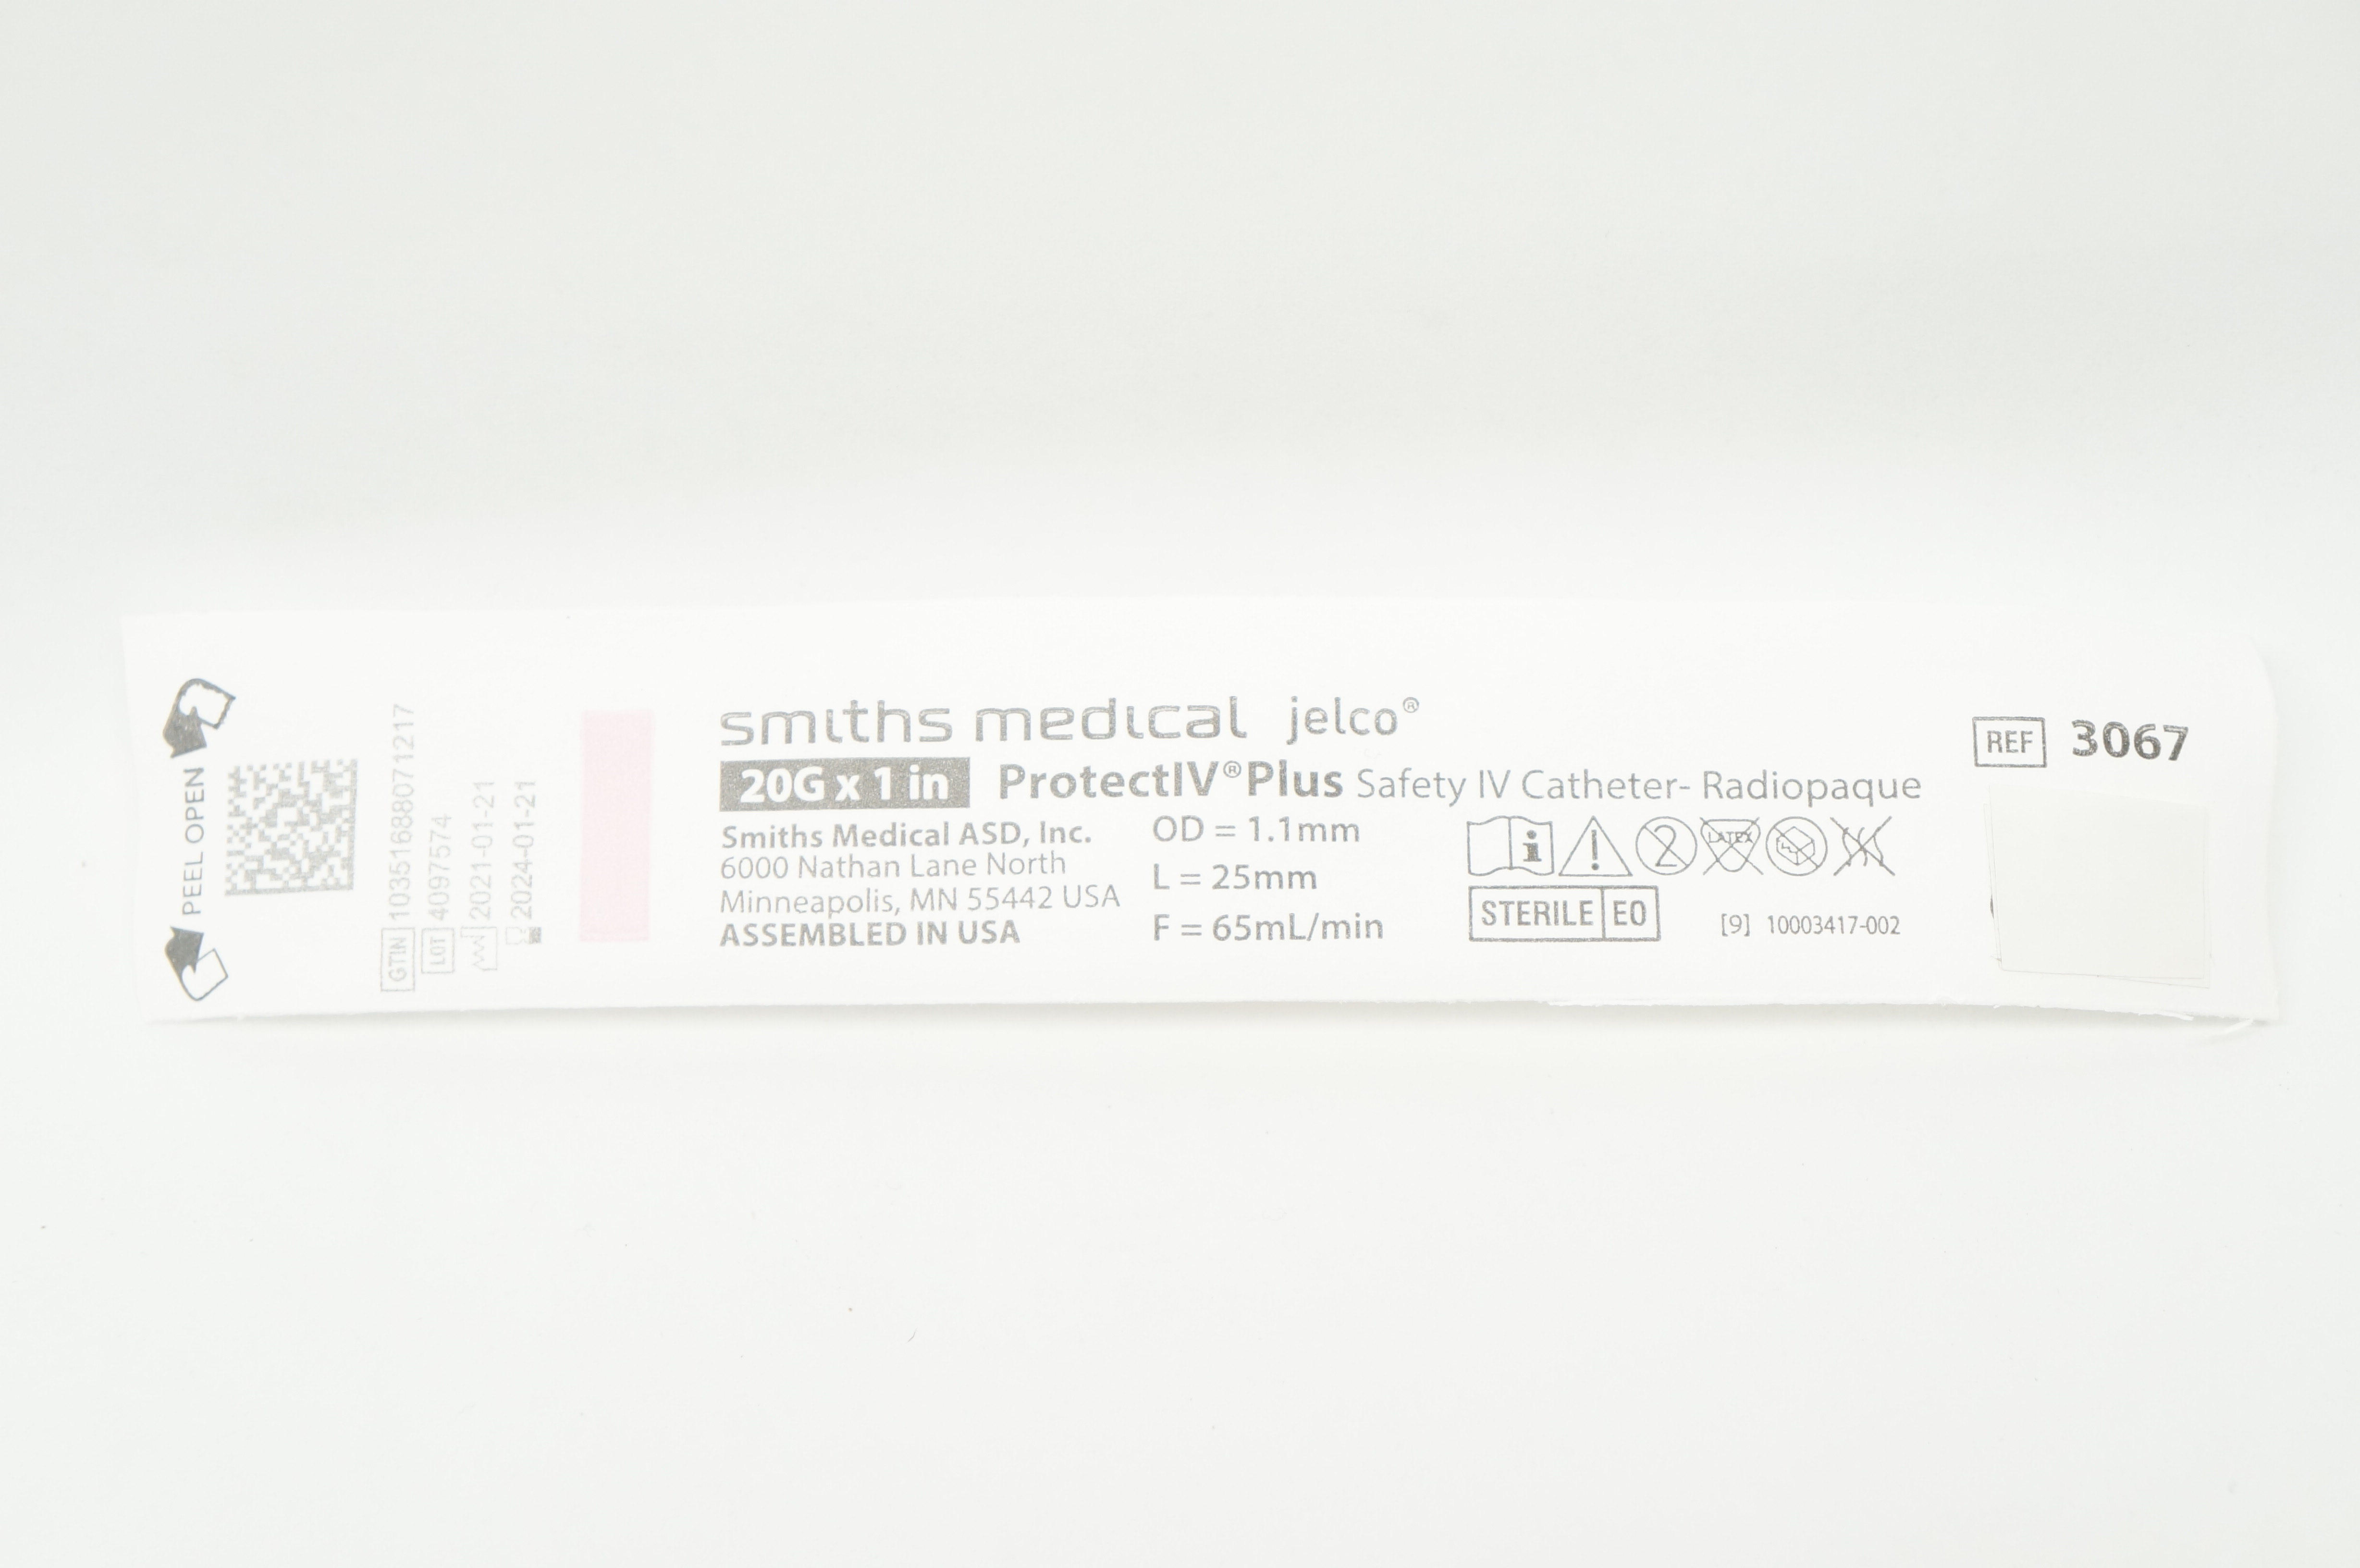 PEEL OPEN
GTIN 10351688071217
LOT 4097574
2021-01-21
2024-01-21
smiths medical jelco®
20G x 1 in ProtectIV® Plus Safety IV Catheter- Radiopaque
Smiths Medical ASD, Inc.
6000 Nathan Lane North
Minneapolis, MN 55442 USA
ASSEMBLED IN USA
OD = 1.1mm
L = 25mm
F = 65mL/min
i ! 2 LATEX
STERILE EO
[9] 10003417-002
REF 3067